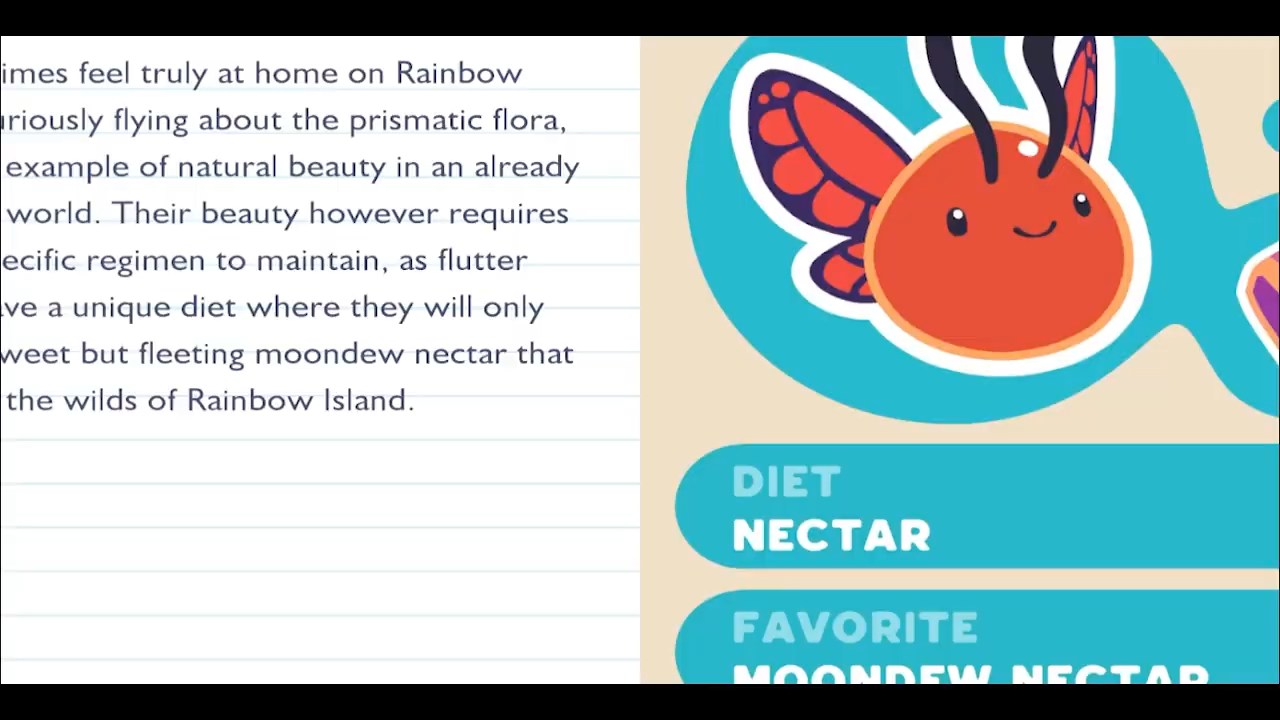 imes feel truly at home on Rainbow
uriously flying about the prismatic flora,
example of natural beauty in an already
world. Their beauty however requires
ecific regimen to maintain, as flutter
ve a unique diet where they will only
weet but fleeting moondew nectar that
the wilds of Rainbow Island.
DIET
NECTAR
FAVORITE
MOONDEW NECTAR